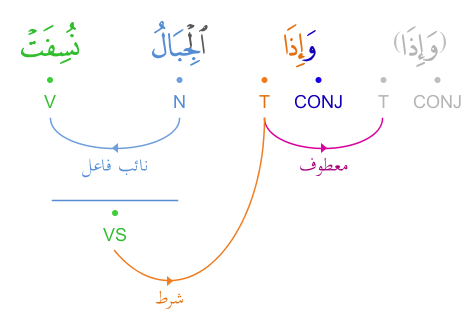 (وَإِذَا) وَإِذَا ٱلْجِبَالُ نُسِفَتْ
CONJ T CONJ T N V
معطوف نائب فاعل
VS
شرط